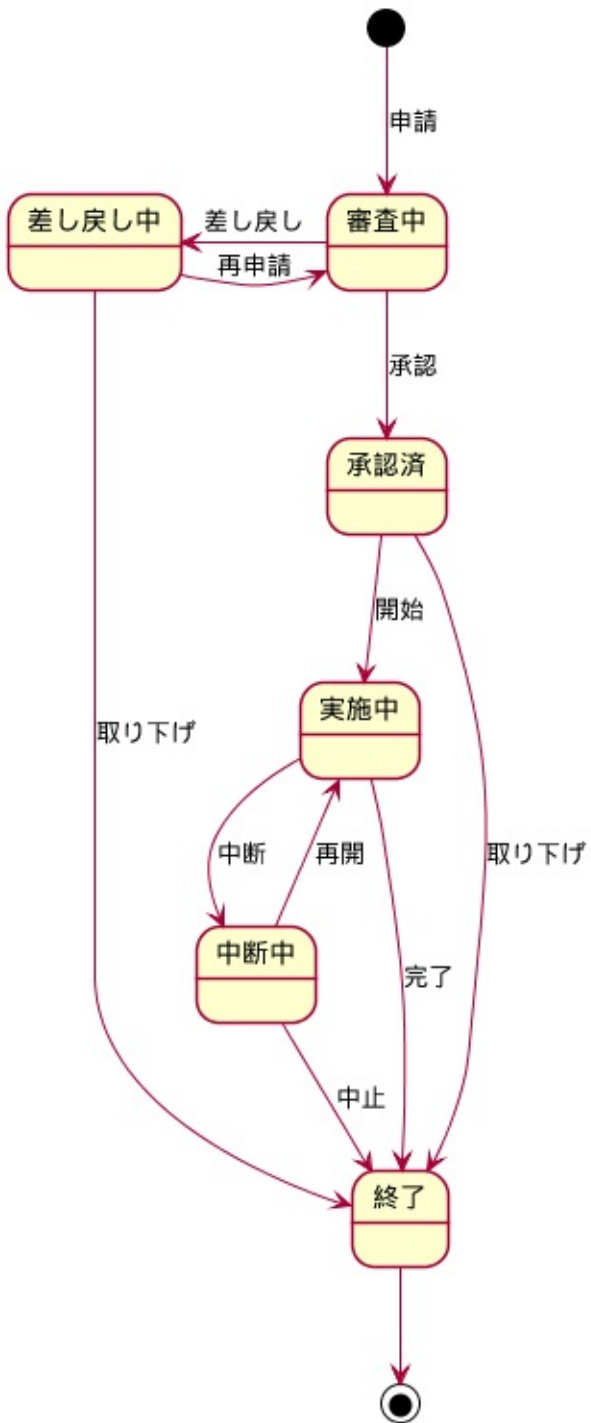 申請
差し戻し中
差し戻し
審査中
再申請
承認
承認済
開始
実施中
取り下げ
中断
再開
取り下げ
中断中
完了
中止
終了